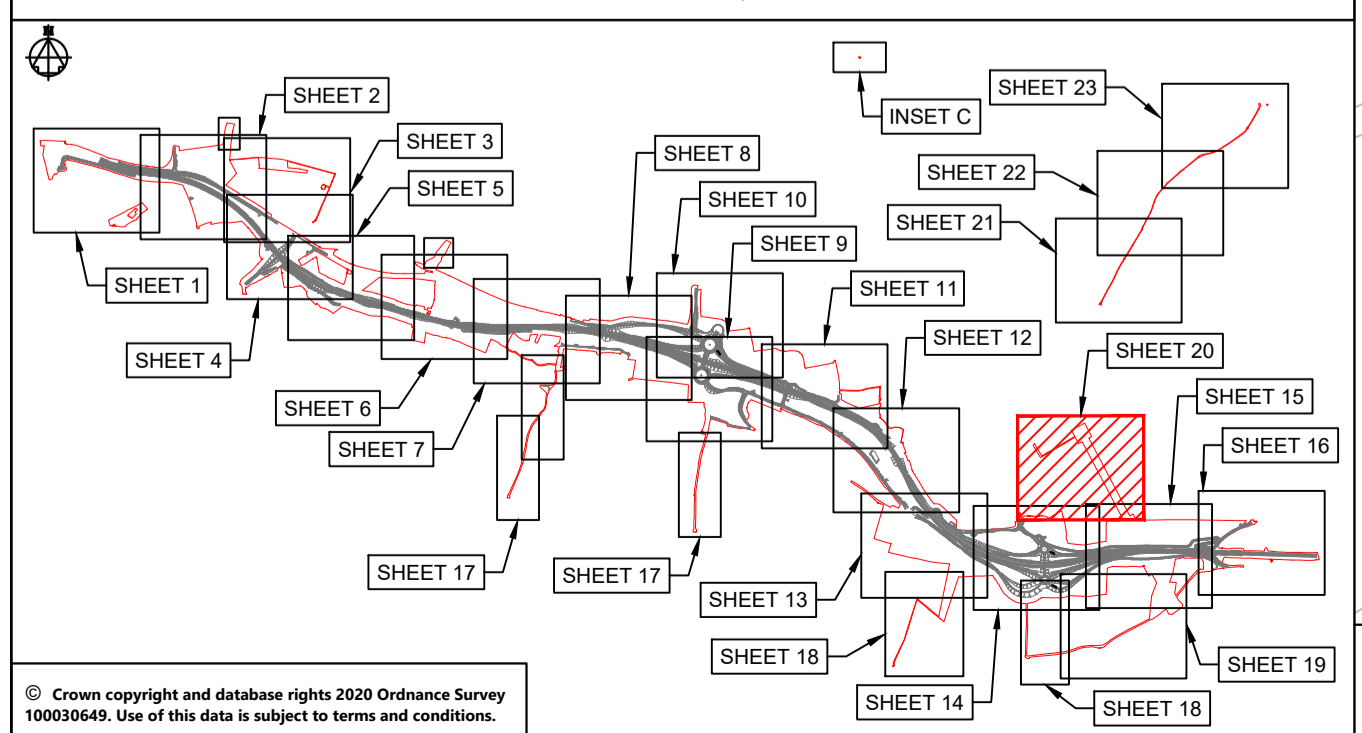 N
SHEET 2
SHEET 3
SHEET 5
SHEET 1
SHEET 4
SHEET 6
SHEET 7
SHEET 8
SHEET 10
SHEET 9
SHEET 11
SHEET 12
INSET C
SHEET 23
SHEET 22
SHEET 21
SHEET 20
SHEET 15
SHEET 16
SHEET 17
SHEET 17
SHEET 13
SHEET 18
SHEET 14
SHEET 18
SHEET 19
© Crown copyright and database rights 2020 Ordnance Survey
100030649. Use of this data is subject to terms and conditions.